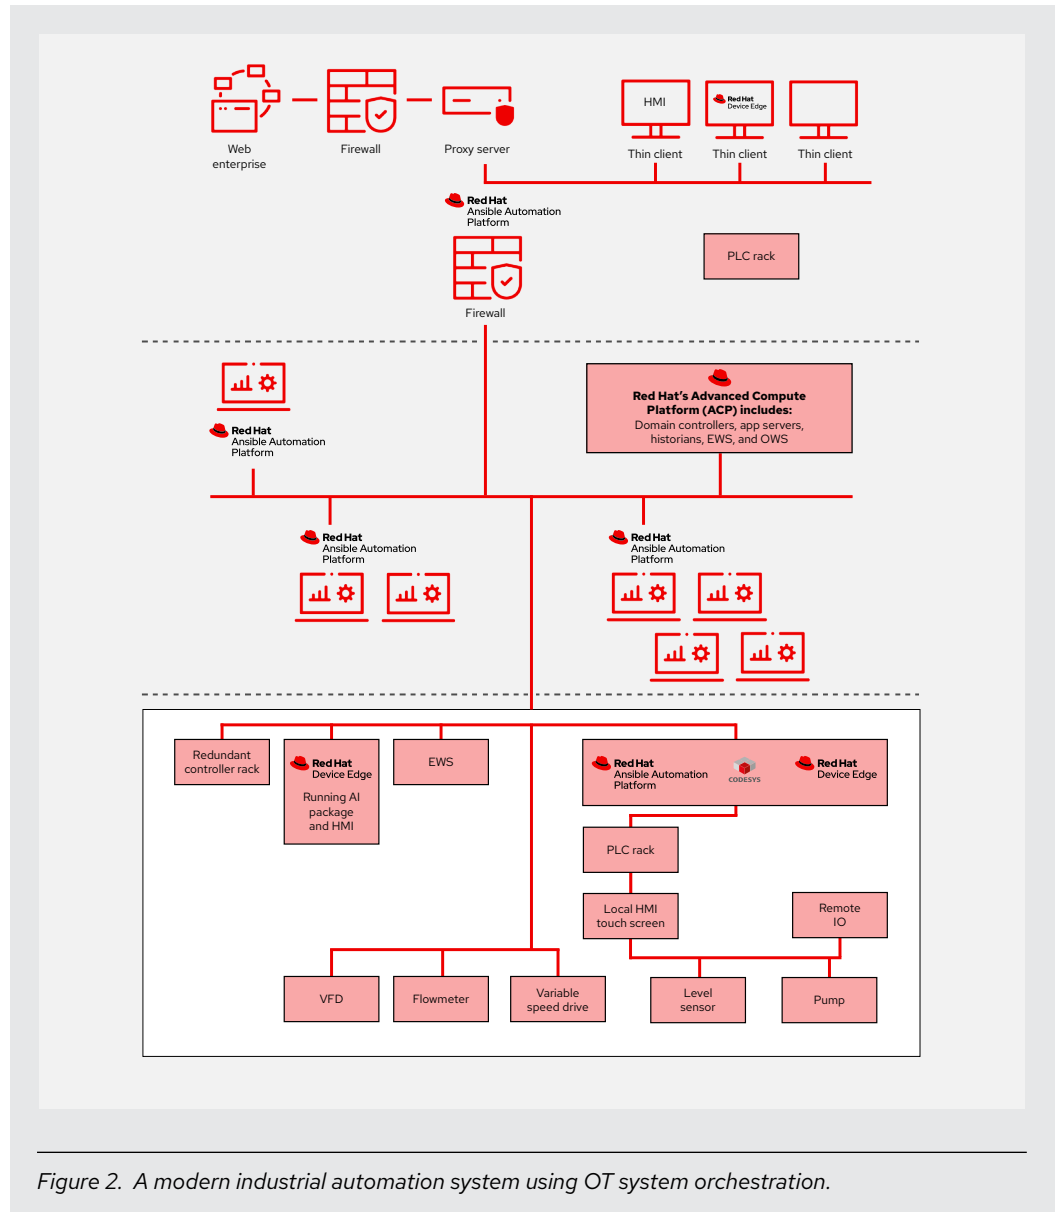 HMI
Red Hat
Device Edge
Web
enterprise
Firewall
Proxy server
Thin client
Thin client
Thin client
Red Hat
Ansible Automation
Platform
PLC rack
Firewall
Red Hat
Ansible Automation
Platform
Red Hat’s Advanced Compute
Platform (ACP) includes:
Domain controllers, app servers,
historians, EWS, and OWS
Red Hat
Ansible Automation
Platform
Red Hat
Ansible Automation
Platform
Redundant
controller rack
Red Hat
Device Edge
Running AI
package
and HMI
EWS
Red Hat
Ansible Automation
Platform
CODESYS
Red Hat
Device Edge
PLC rack
Local HMI
touch screen
Remote
IO
VFD
Flowmeter
Variable
speed drive
Level
sensor
Pump
Figure 2. A modern industrial automation system using OT system orchestration.